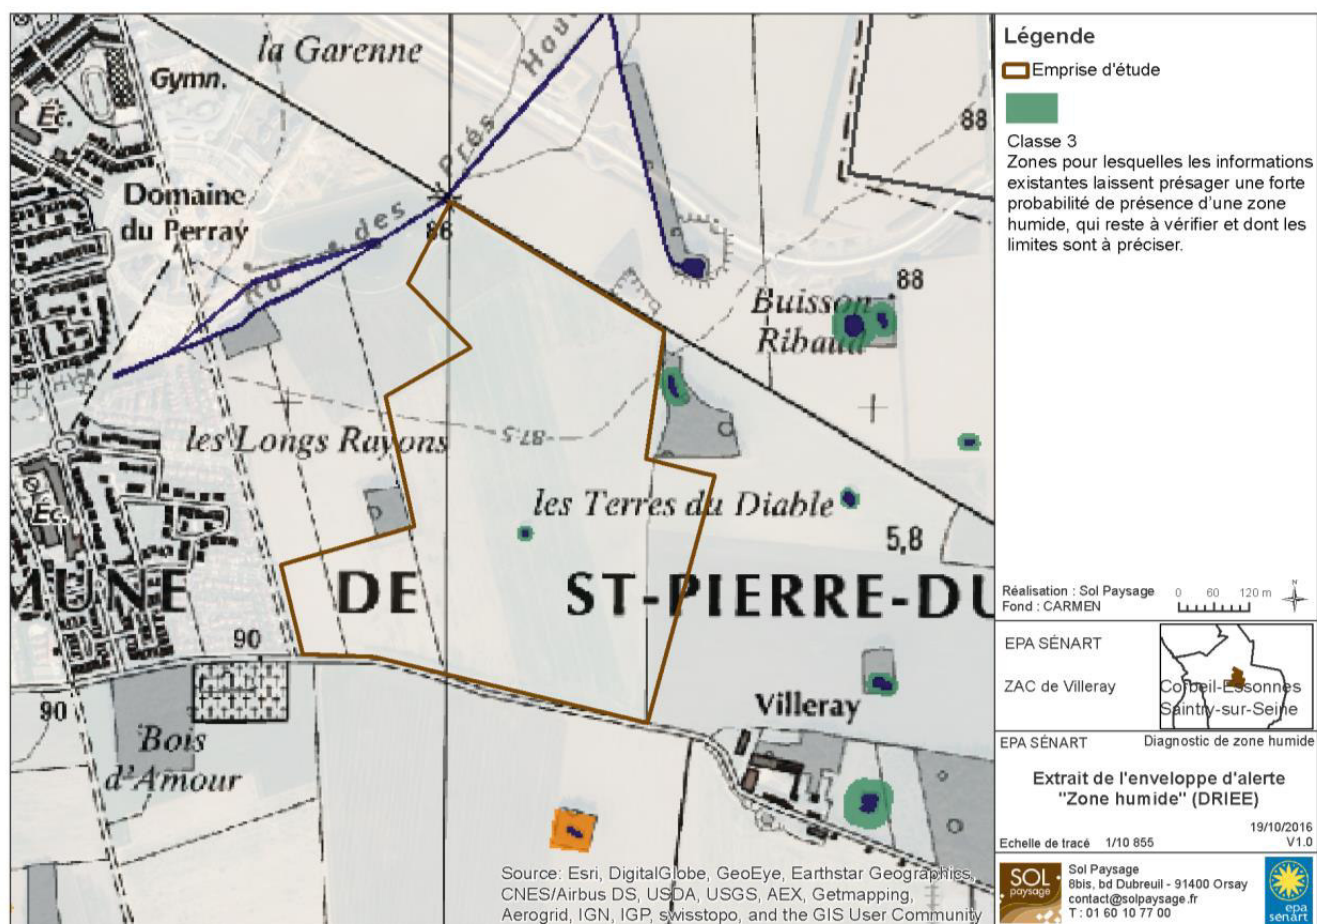 la Garenne
Gymn.
Éc.
Prés Hauts
88
Domaine
du Perray
Ru des
86
88
Buisson
Ribaud
87,5
les Longs Rayons
les Terres du Diable
Éc.
5,8
MUNE DE ST-PIERRE-DU
90
90
Villeray
Bois
d'Amour
Source: Esri, DigitalGlobe, GeoEye, Earthstar Geographics,
CNES/Airbus DS, USDA, USGS, AEX, Getmapping,
Aerogrid, IGN, IGP, swisstopo, and the GIS User Community
Légende
Emprise d'étude
Classe 3
Zones pour lesquelles les informations
existantes laissent présager une forte
probabilité de présence d'une zone
humide, qui reste à vérifier et dont les
limites sont à préciser.
Réalisation : Sol Paysage
Fond : CARMEN
0 60 120 m
N
EPA SÉNART
ZAC de Villeray
Corbeil-Essonnes
Saintry-sur-Seine
EPA SÉNART
Diagnostic de zone humide
Extrait de l'enveloppe d'alerte
"Zone humide" (DRIEE)
19/10/2016
Echelle de tracé 1/10 855
V1.0
SOL
paysage
Sol Paysage
8bis, bd Dubreuil - 91400 Orsay
contact@solpaysage.fr
T : 01 60 10 77 00
epa
sénart